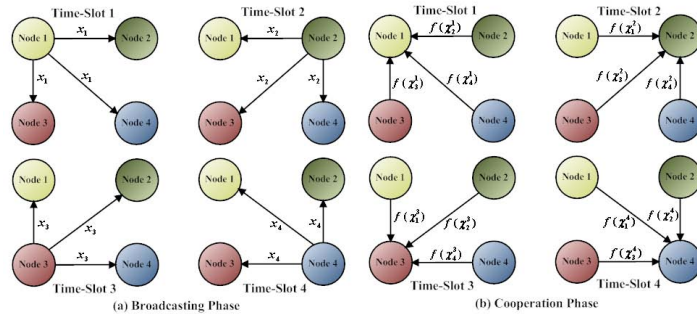 Time-Slot 1
Node 1
x₁
Node 2
x₁
x₁
Node 3
Node 4
Time-Slot 2
Node 1
x₂
Node 2
x₂
x₂
Node 3
Node 4
Node 1
Node 2
x₃
x₃
Node 3
x₃
Node 4
Time-Slot 3
Node 1
Node 2
x₄
x₄
Node 3
x₄
Node 4
Time-Slot 4
(a) Broadcasting Phase
Time-Slot 1
Node 1
f(χ₂¹)
Node 2
f(χ₃¹)
f(χ₄¹)
Node 3
Node 4
Time-Slot 2
Node 1
f(χ₁²)
Node 2
f(χ₃²)
f(χ₄²)
Node 3
Node 4
Node 1
Node 2
f(χ₁³)
f(χ₂³)
Node 3
f(χ₄³)
Node 4
Time-Slot 3
Node 1
Node 2
f(χ₁⁴)
f(χ₂⁴)
Node 3
f(χ₃⁴)
Node 4
Time-Slot 4
(b) Cooperation Phase